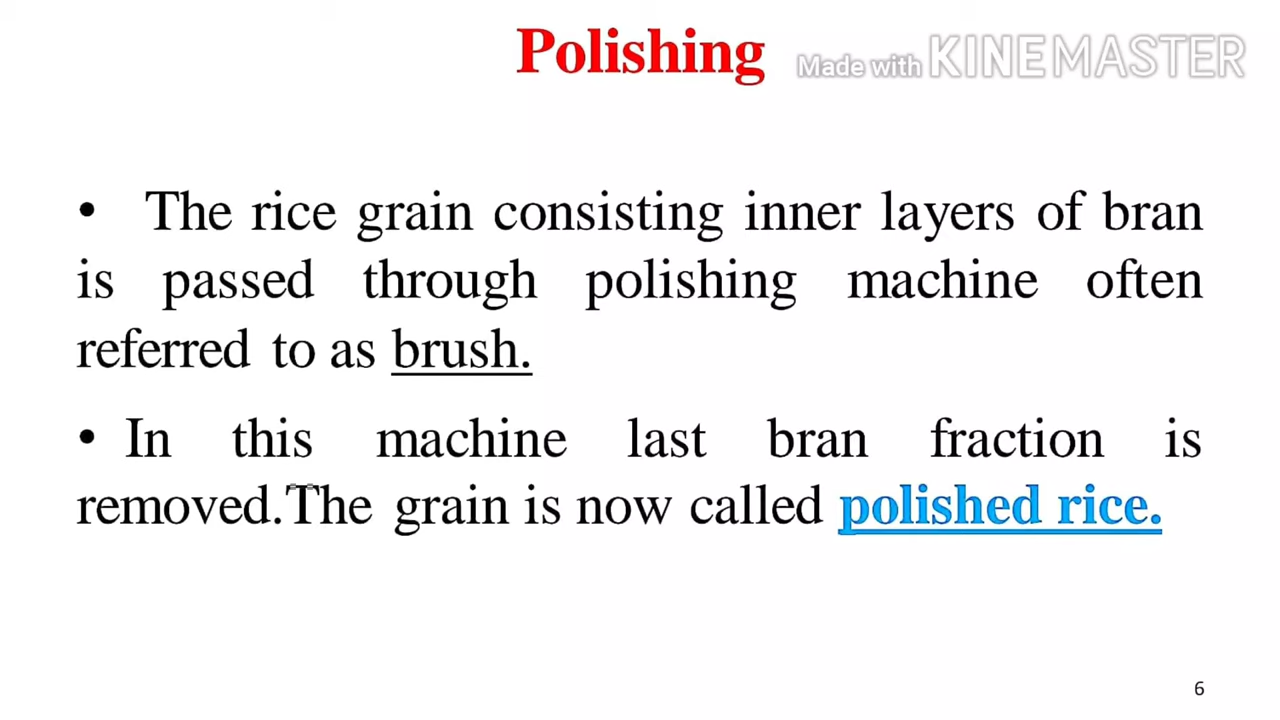 Polishing
Made with KINEMASTER
• The rice grain consisting inner layers of bran
is passed through polishing machine often
referred to as brush.
• In this machine last bran fraction is
removed.The grain is now called polished rice.
6